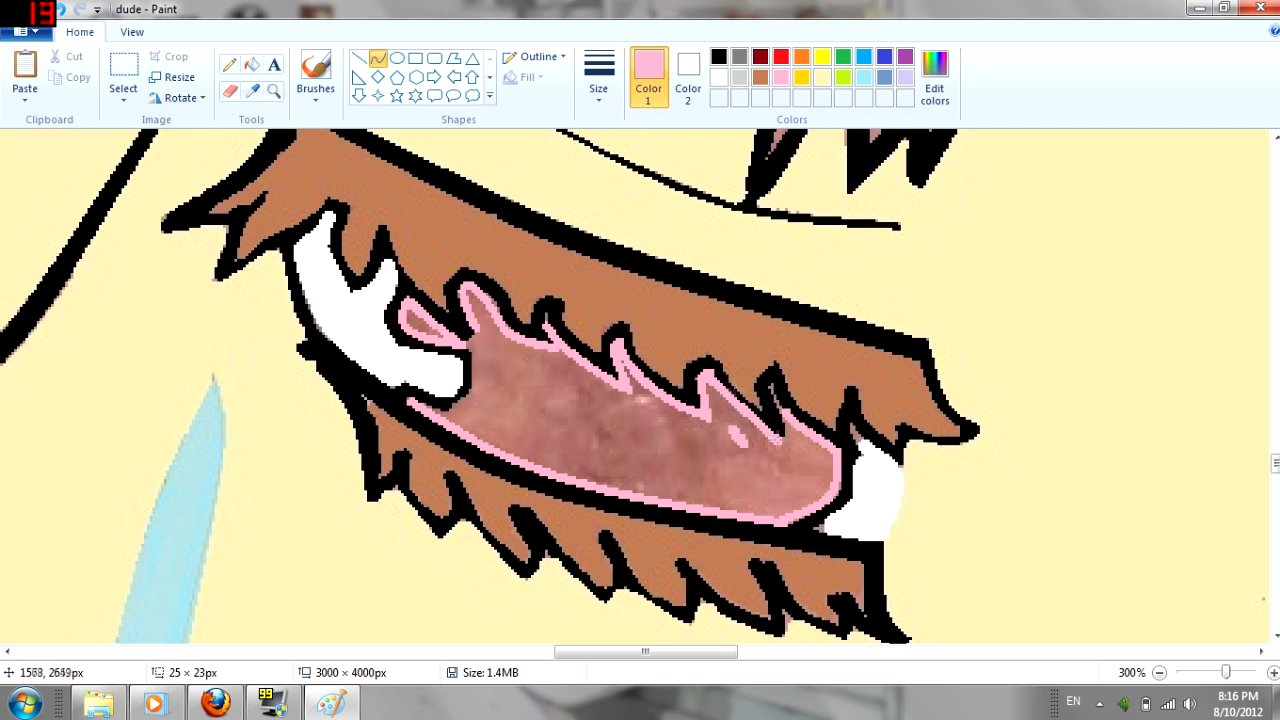 19
dude - Paint
Home View
Paste
Cut
Copy
Clipboard
Select
Crop
Resize
Rotate
Image
A
Tools
Brushes
Outline
Fill
Shapes
Size
Color 1
Color 2
Edit colors
Colors
25 × 23px
3000 × 4000px
Size: 1.4MB
300%
99
EN
8:16 PM
8/10/2012